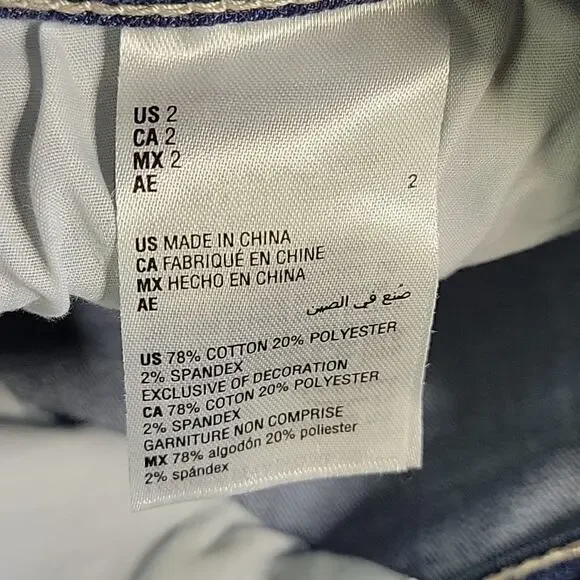 US 2
CA 2
MX 2
AE 2
US MADE IN CHINA
CA FABRIQUÉ EN CHINE
MX HECHO EN CHINA
AE صُنع في الصين
US 78% COTTON 20% POLYESTER
2% SPANDEX
EXCLUSIVE OF DECORATION
CA 78% COTON 20% POLYESTER
2% SPANDEX
GARNITURE NON COMPRISE
MX 78% algodón 20% poliester
2% spándex